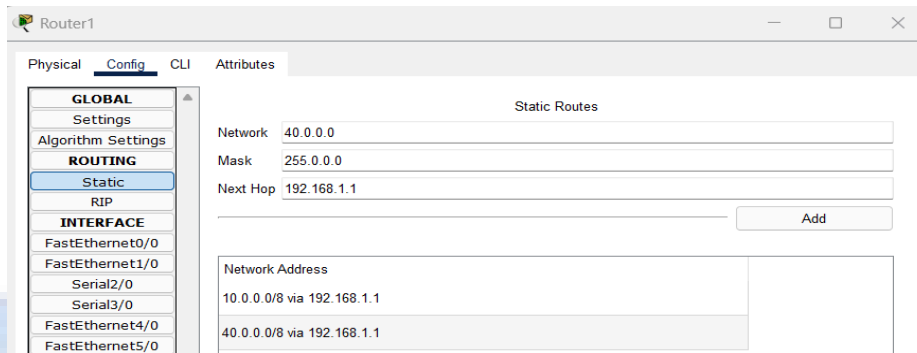 Router1
Physical Config CLI Attributes
GLOBAL
Settings
Algorithm Settings
ROUTING
Static
RIP
INTERFACE
FastEthernet0/0
FastEthernet1/0
Serial2/0
Serial3/0
FastEthernet4/0
FastEthernet5/0
Static Routes
Network 40.0.0.0
Mask 255.0.0.0
Next Hop 192.168.1.1
Add
Network Address
10.0.0.0/8 via 192.168.1.1
40.0.0.0/8 via 192.168.1.1